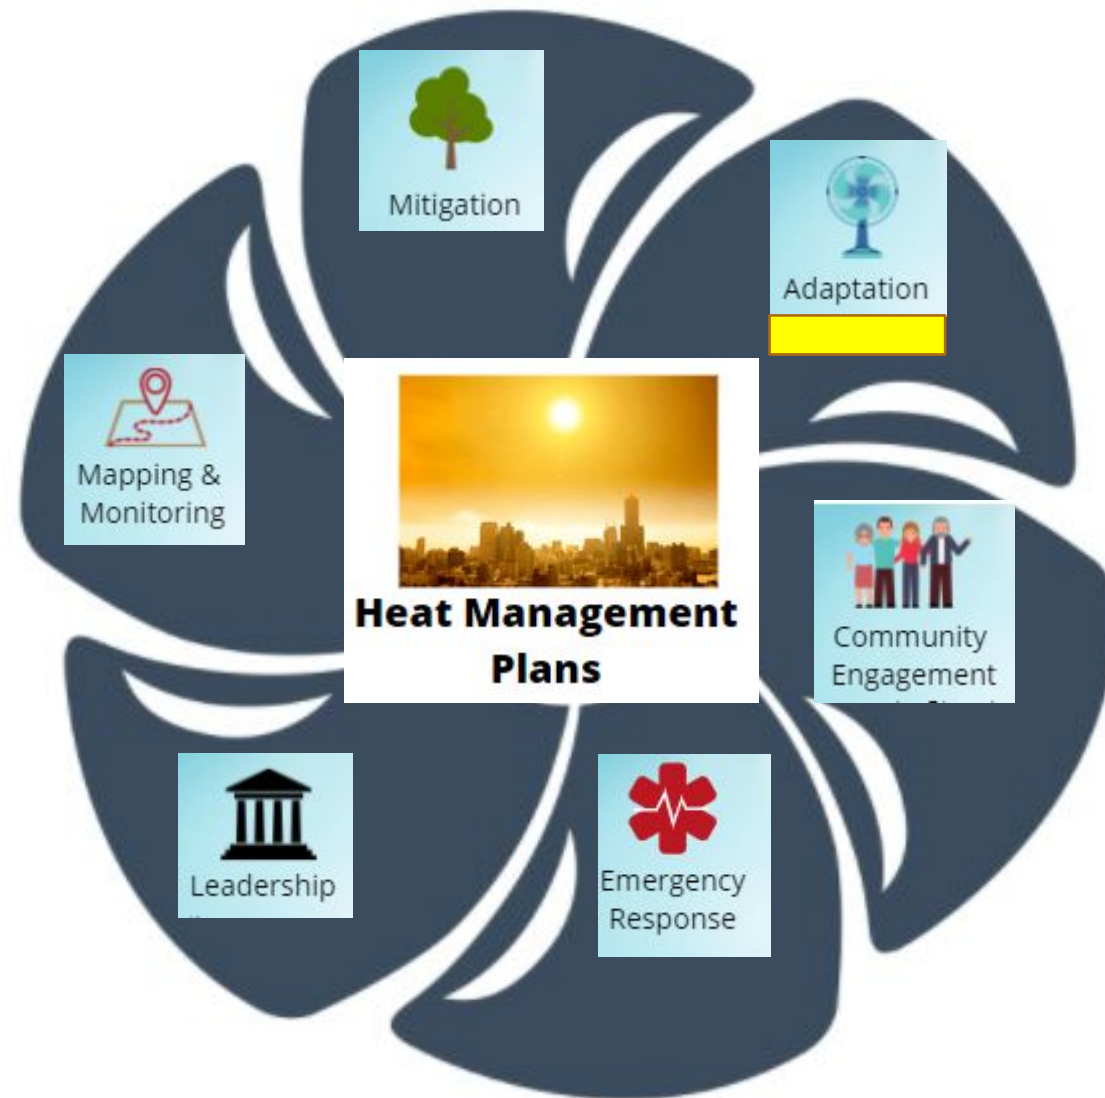 Mitigation
Adaptation
Mapping &
Monitoring
Heat Management
Plans
Community
Engagement
Leadership
Emergency
Response